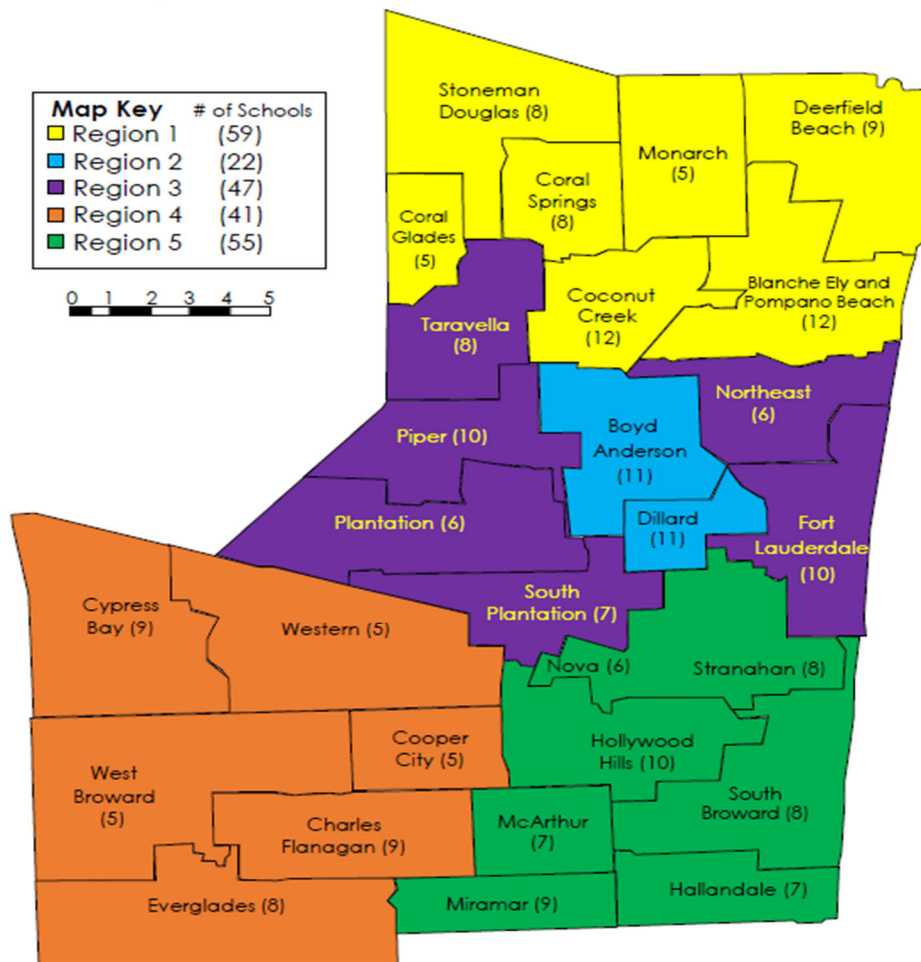 Map Key # of Schools
Region 1 (59)
Region 2 (22)
Region 3 (47)
Region 4 (41)
Region 5 (55)
0 1 2 3 4 5
Stoneman
Douglas (8)
Monarch
(5)
Deerfield
Beach (9)
Coral
Springs
(8)
Coral
Glades
(5)
Coconut
Creek
(12)
Blanche Ely and
Pompano Beach
(12)
Taravella
(8)
Northeast
(6)
Piper (10)
Boyd
Anderson
(11)
Plantation (6)
Dillard
(11)
Fort
Lauderdale
(10)
Cypress
Bay (9)
Western (5)
South
Plantation (7)
Nova (6)
Stranahan (8)
Cooper
City (5)
Hollywood
Hills (10)
West
Broward
(5)
South
Broward (8)
Charles
Flanagan (9)
McArthur
(7)
Everglades (8)
Miramar (9)
Hallandale (7)